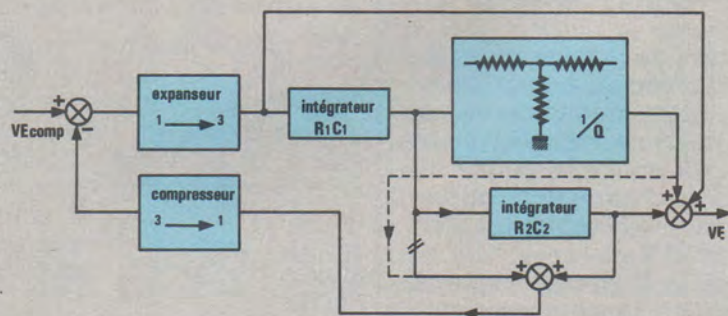 expanseur
1 → 3
+
VEcomp
−
intégrateur
R1C1
1/Q
compresseur
3 → 1
intégrateur
R2C2
+
+
+
VE
+
+